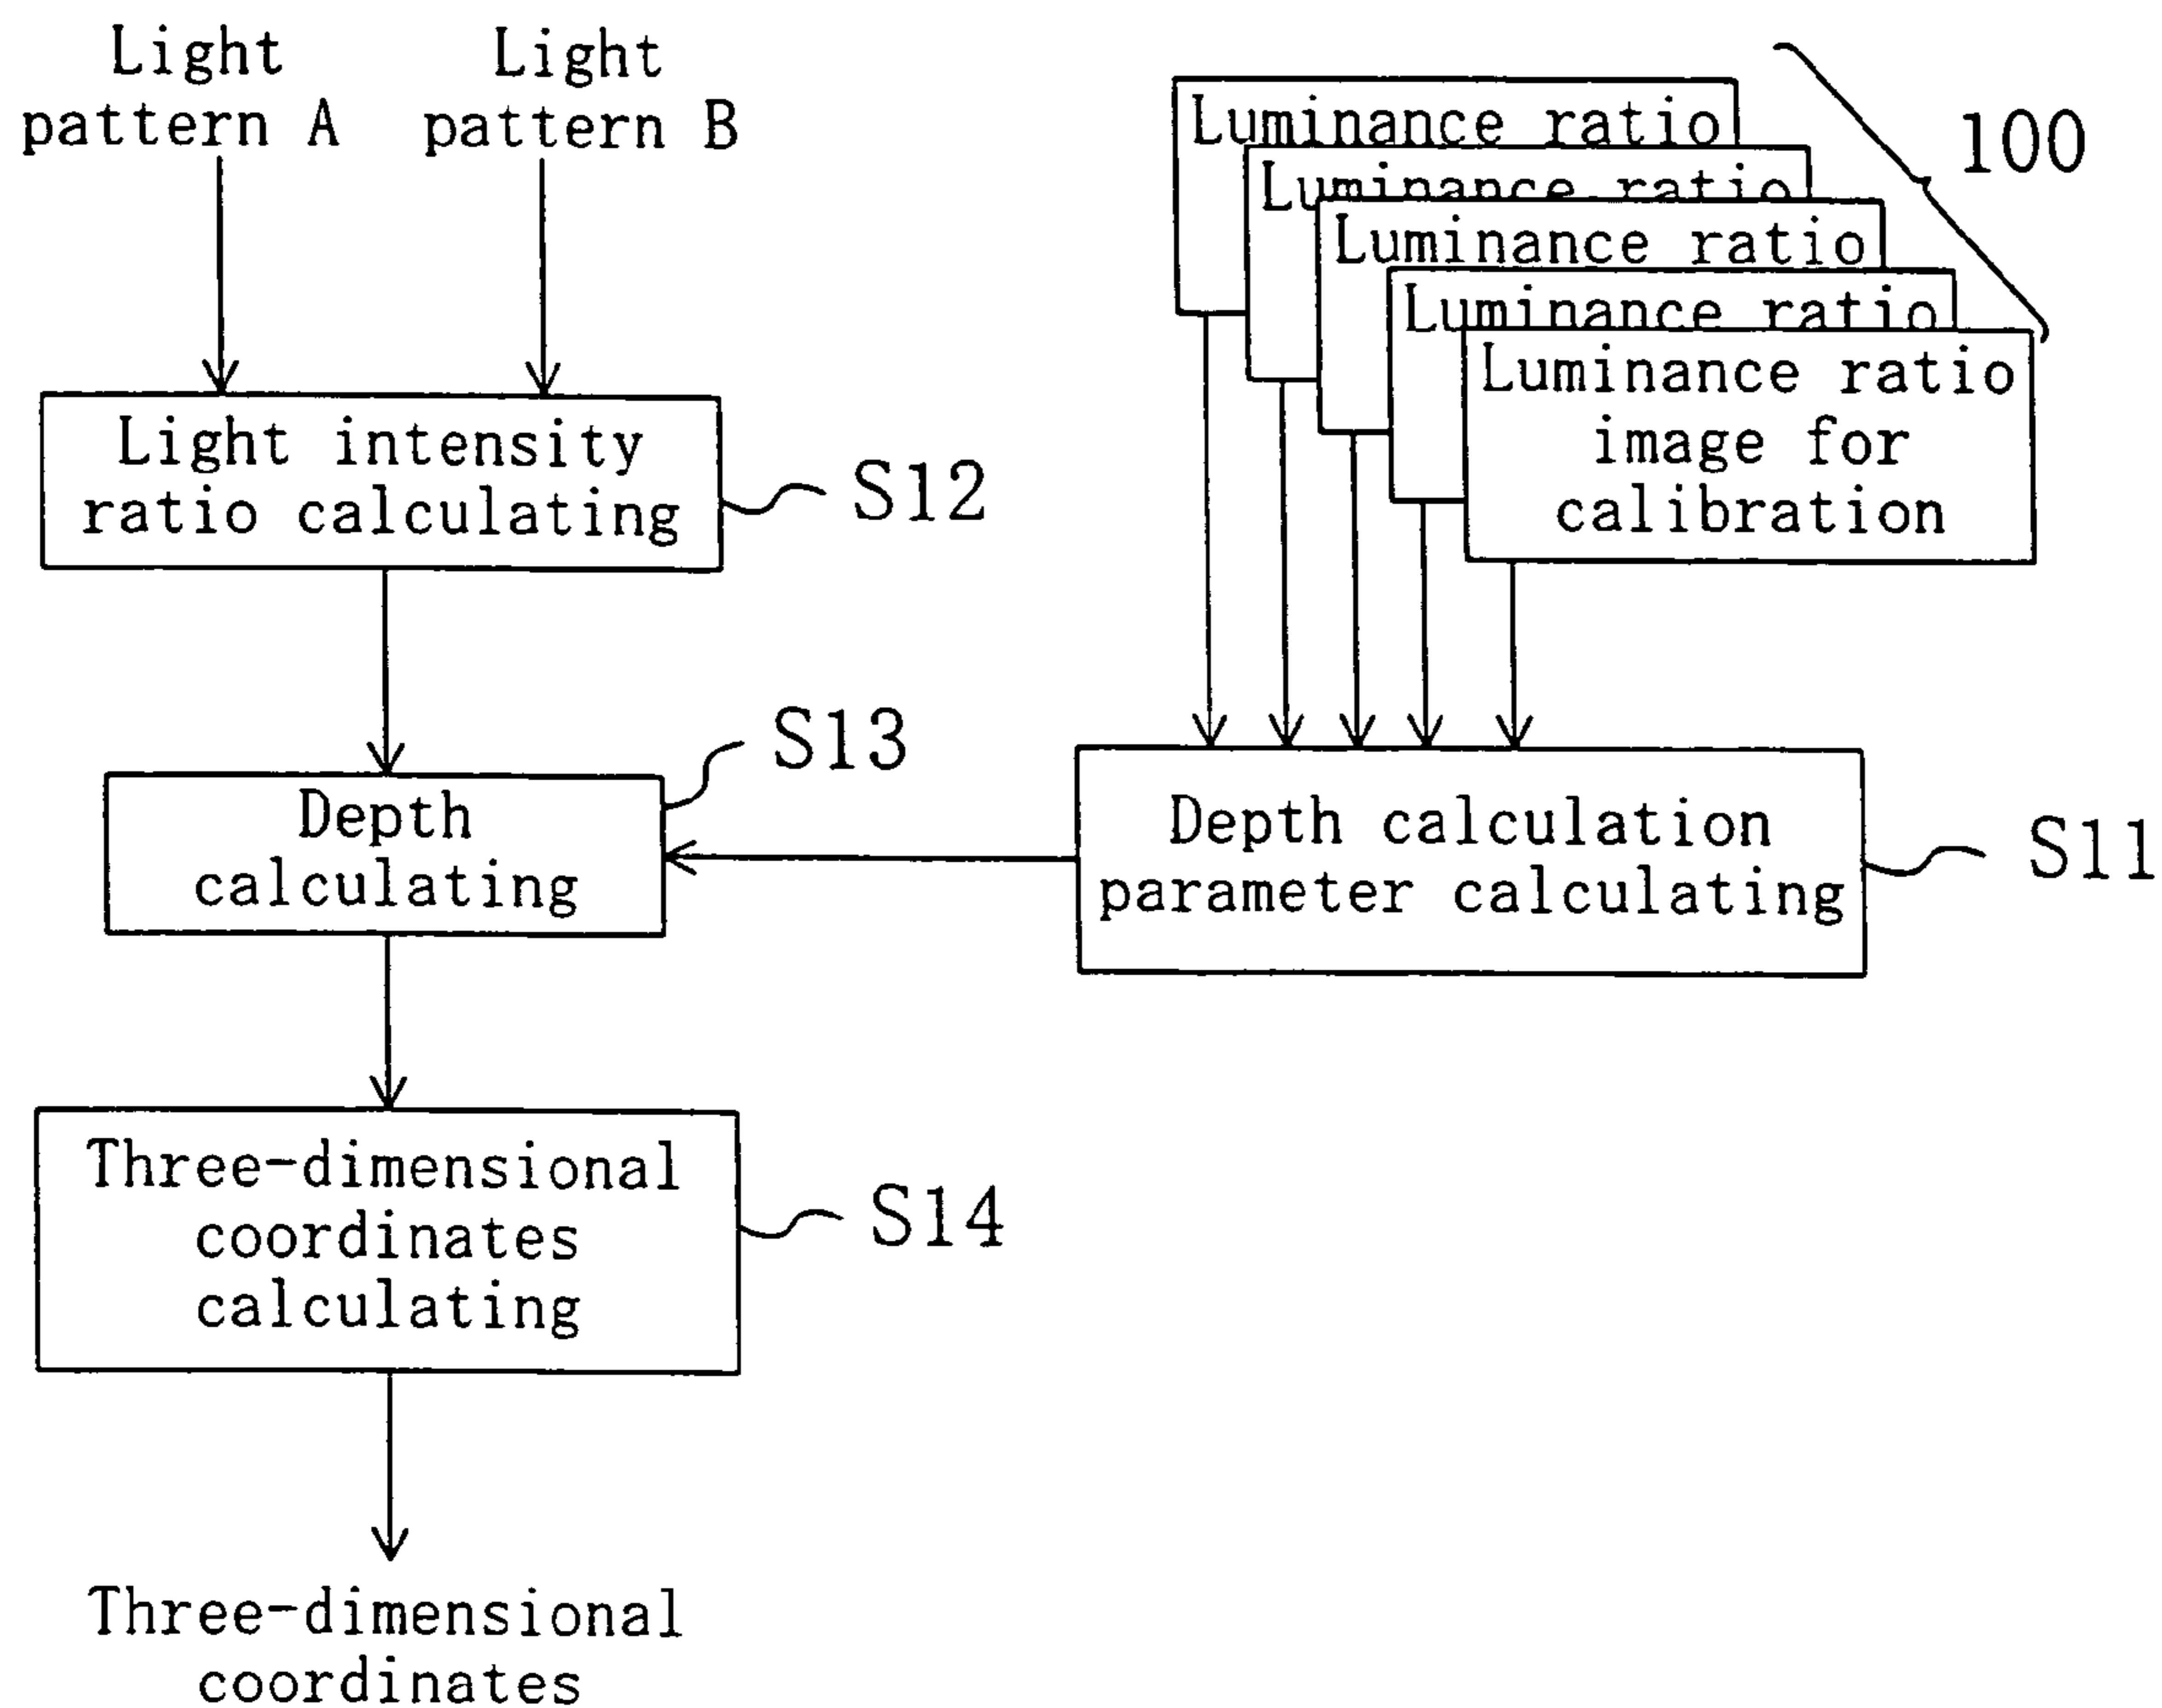 Light
pattern A
Light
pattern B
Luminance ratio
Luminance ratio
Luminance ratio
Luminance ratio
Luminance ratio
image for
calibration
100
Light intensity
ratio calculating
S12
Depth
calculating
S13
Depth calculation
parameter calculating
S11
Three-dimensional
coordinates
calculating
S14
Three-dimensional
coordinates